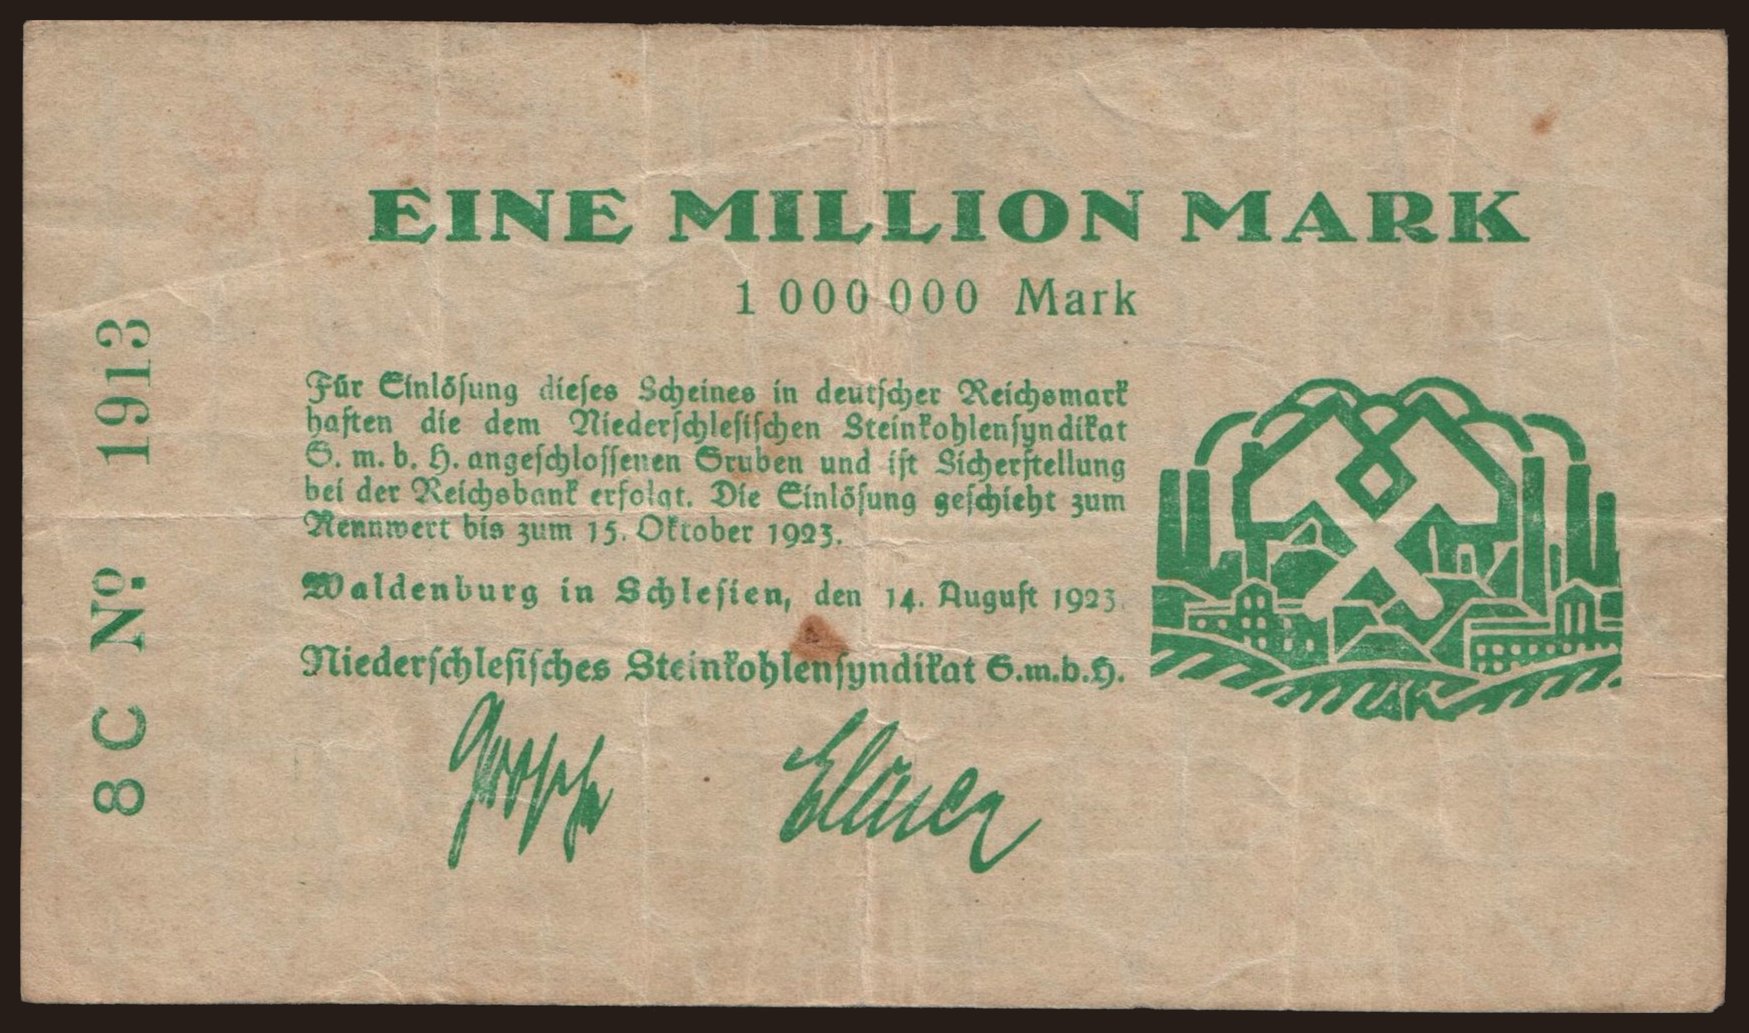 EINE MILLION MARK
1 000 000 Mark
Für Einlösung dieses Scheines in deutscher Reichsmark
haften die dem Niederschlesischen Steinkohlensyndikat
G. m. b. H. angeschlossenen Gruben und ist Sicherstellung
bei der Reichsbank erfolgt. Die Einlösung geschieht zum
Nennwert bis zum 15. Oktober 1923.
Waldenburg in Schlesien, den 14. August 1923.
Niederschlesisches Steinkohlensyndikat G.m.b.H.
8 C No. 1913